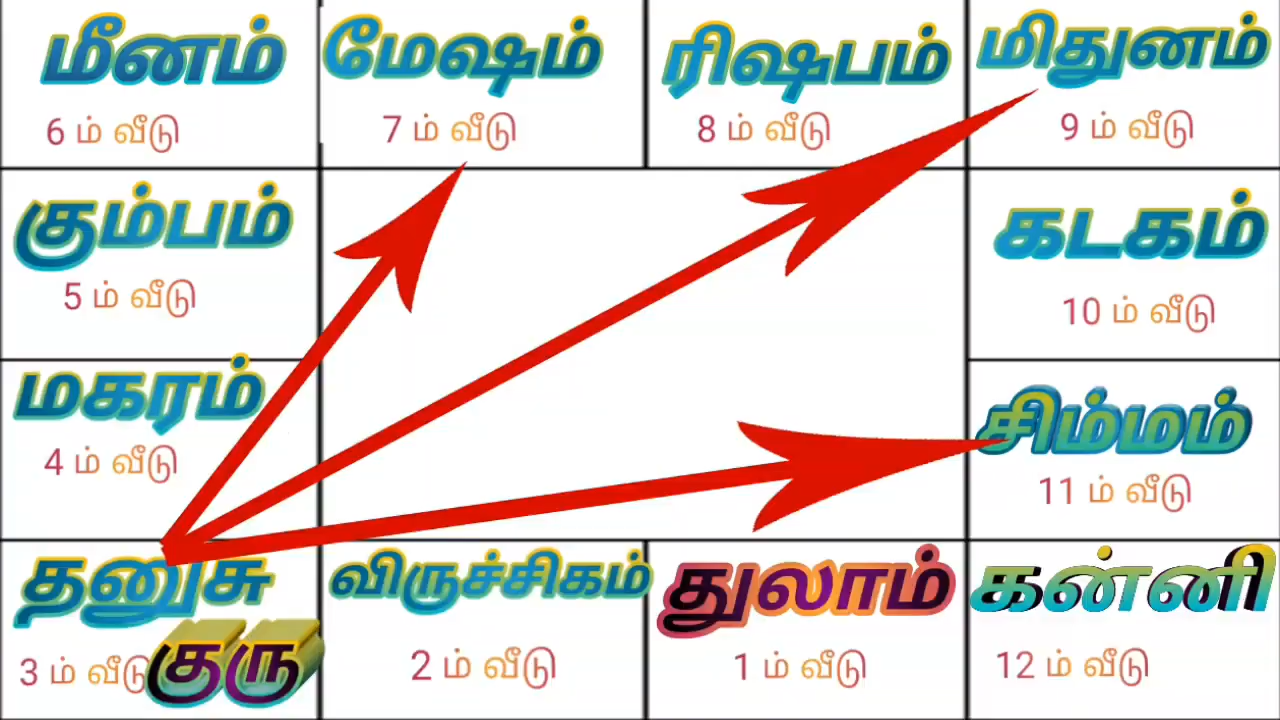 மீனம்
6 ம் வீடு
மேஷம்
7 ம் வீடு
ரிஷபம்
8 ம் வீடு
மிதுனம்
9 ம் வீடு
கும்பம்
5 ம் வீடு
கடகம்
10 ம் வீடு
மகரம்
4 ம் வீடு
சிம்மம்
11 ம் வீடு
தனுசு
3 ம் வீடு
குரு
விருச்சிகம்
2 ம் வீடு
துலாம்
1 ம் வீடு
கன்னி
12 ம் வீடு